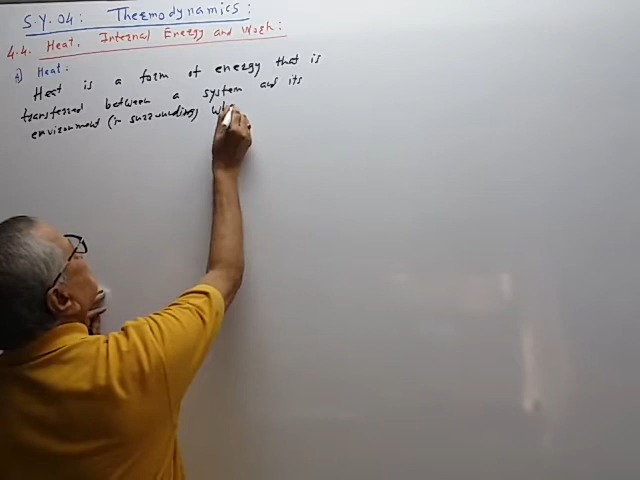 S.Y. 04: Thermodynamics:
4.4. Heat, Internal Energy and Work:
A) Heat:
Heat is a form of energy that is
transferred between a system and its
environment (in surrounding)